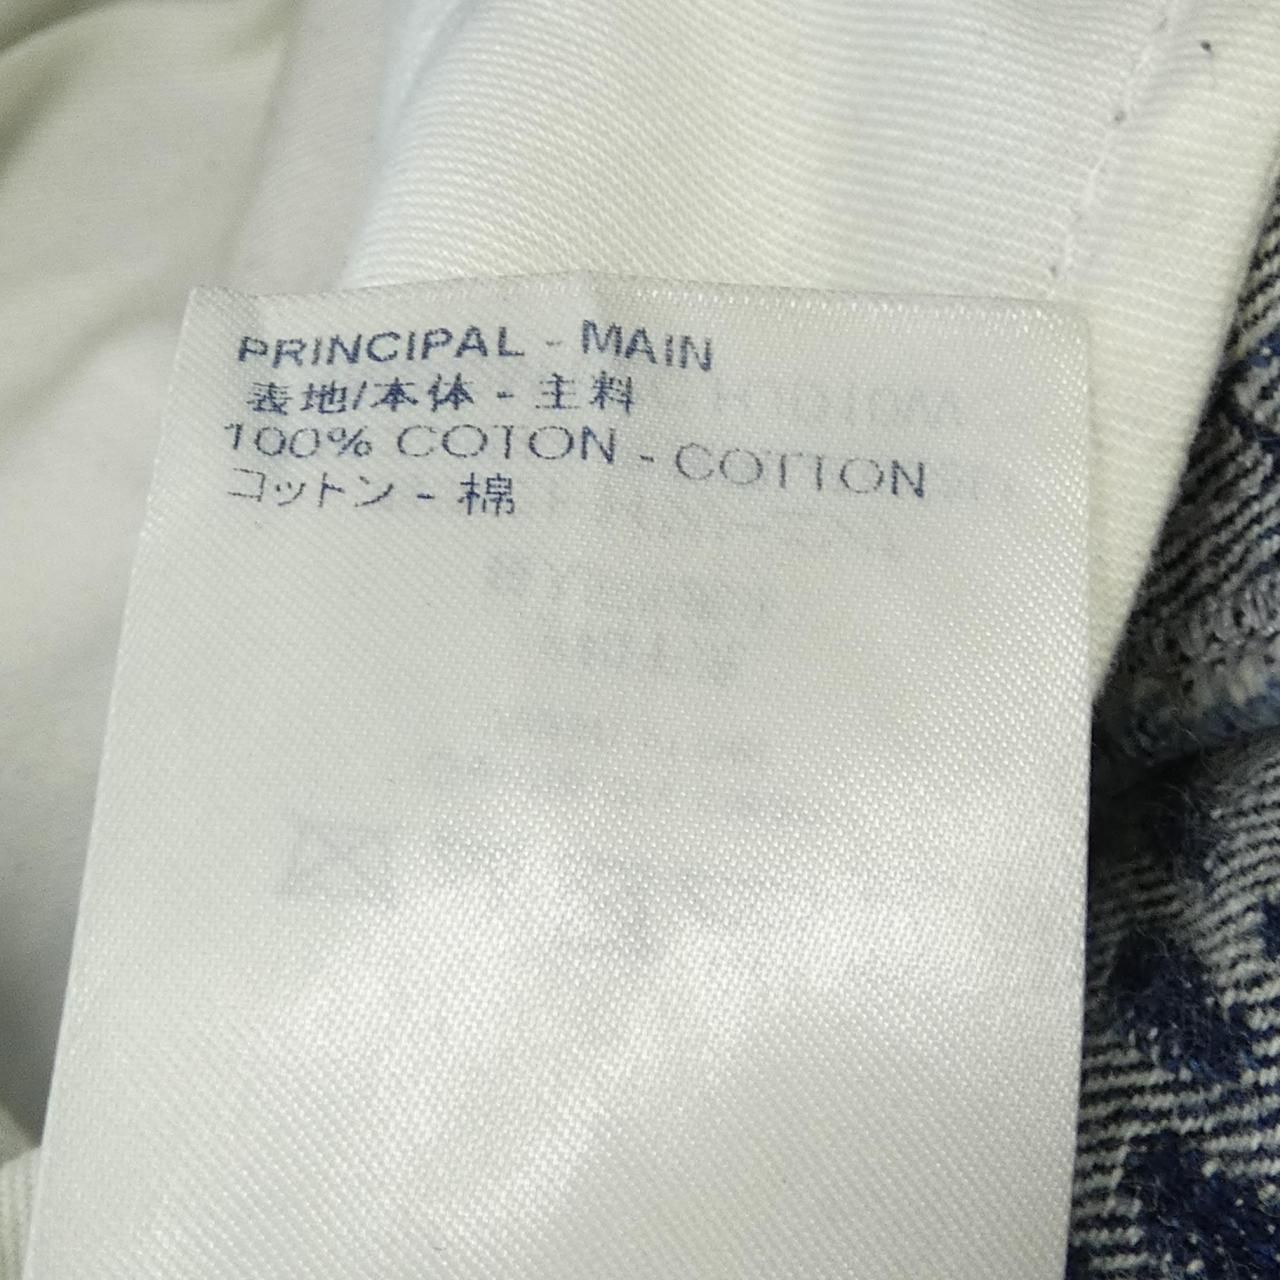 PRINCIPAL - MAIN
表地/本体 - 主料
100% COTON - COTTON
コットン - 棉